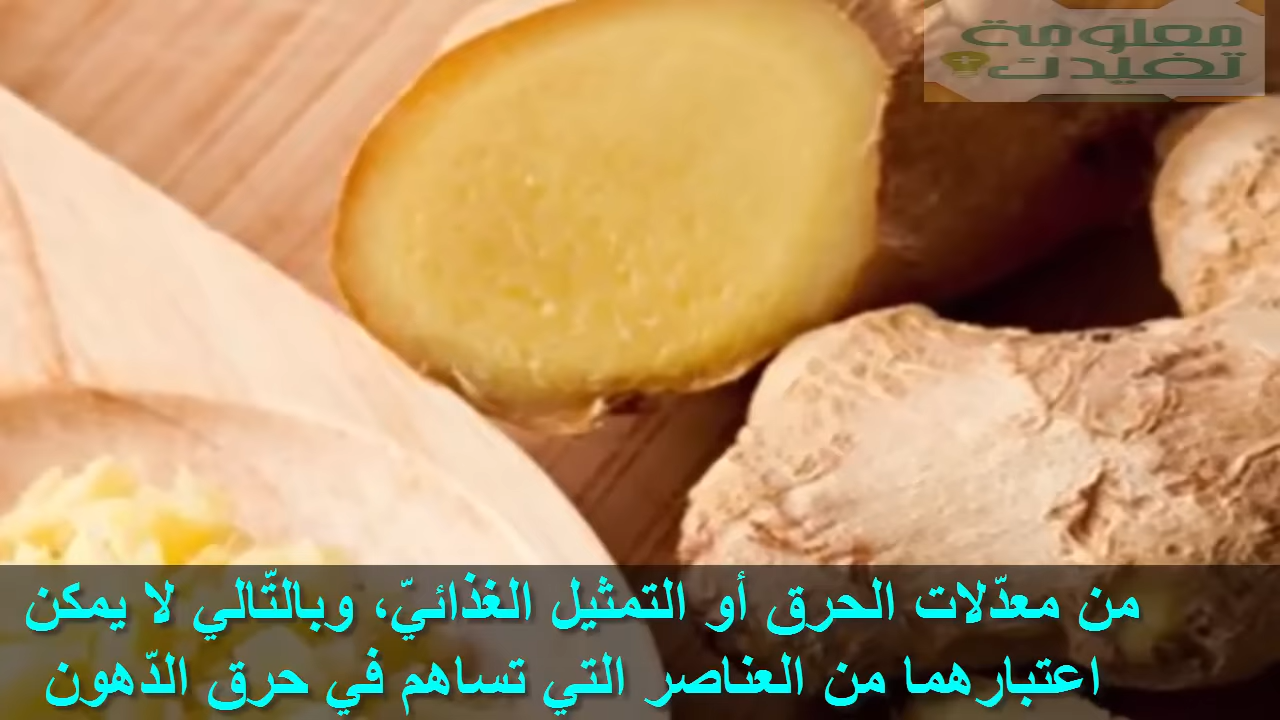 معلومة
تفيدك
من معدّلات الحرق أو التمثيل الغذائيّ، وبالتّالي لا يمكن
اعتبارهما من العناصر التي تساهم في حرق الدّهون